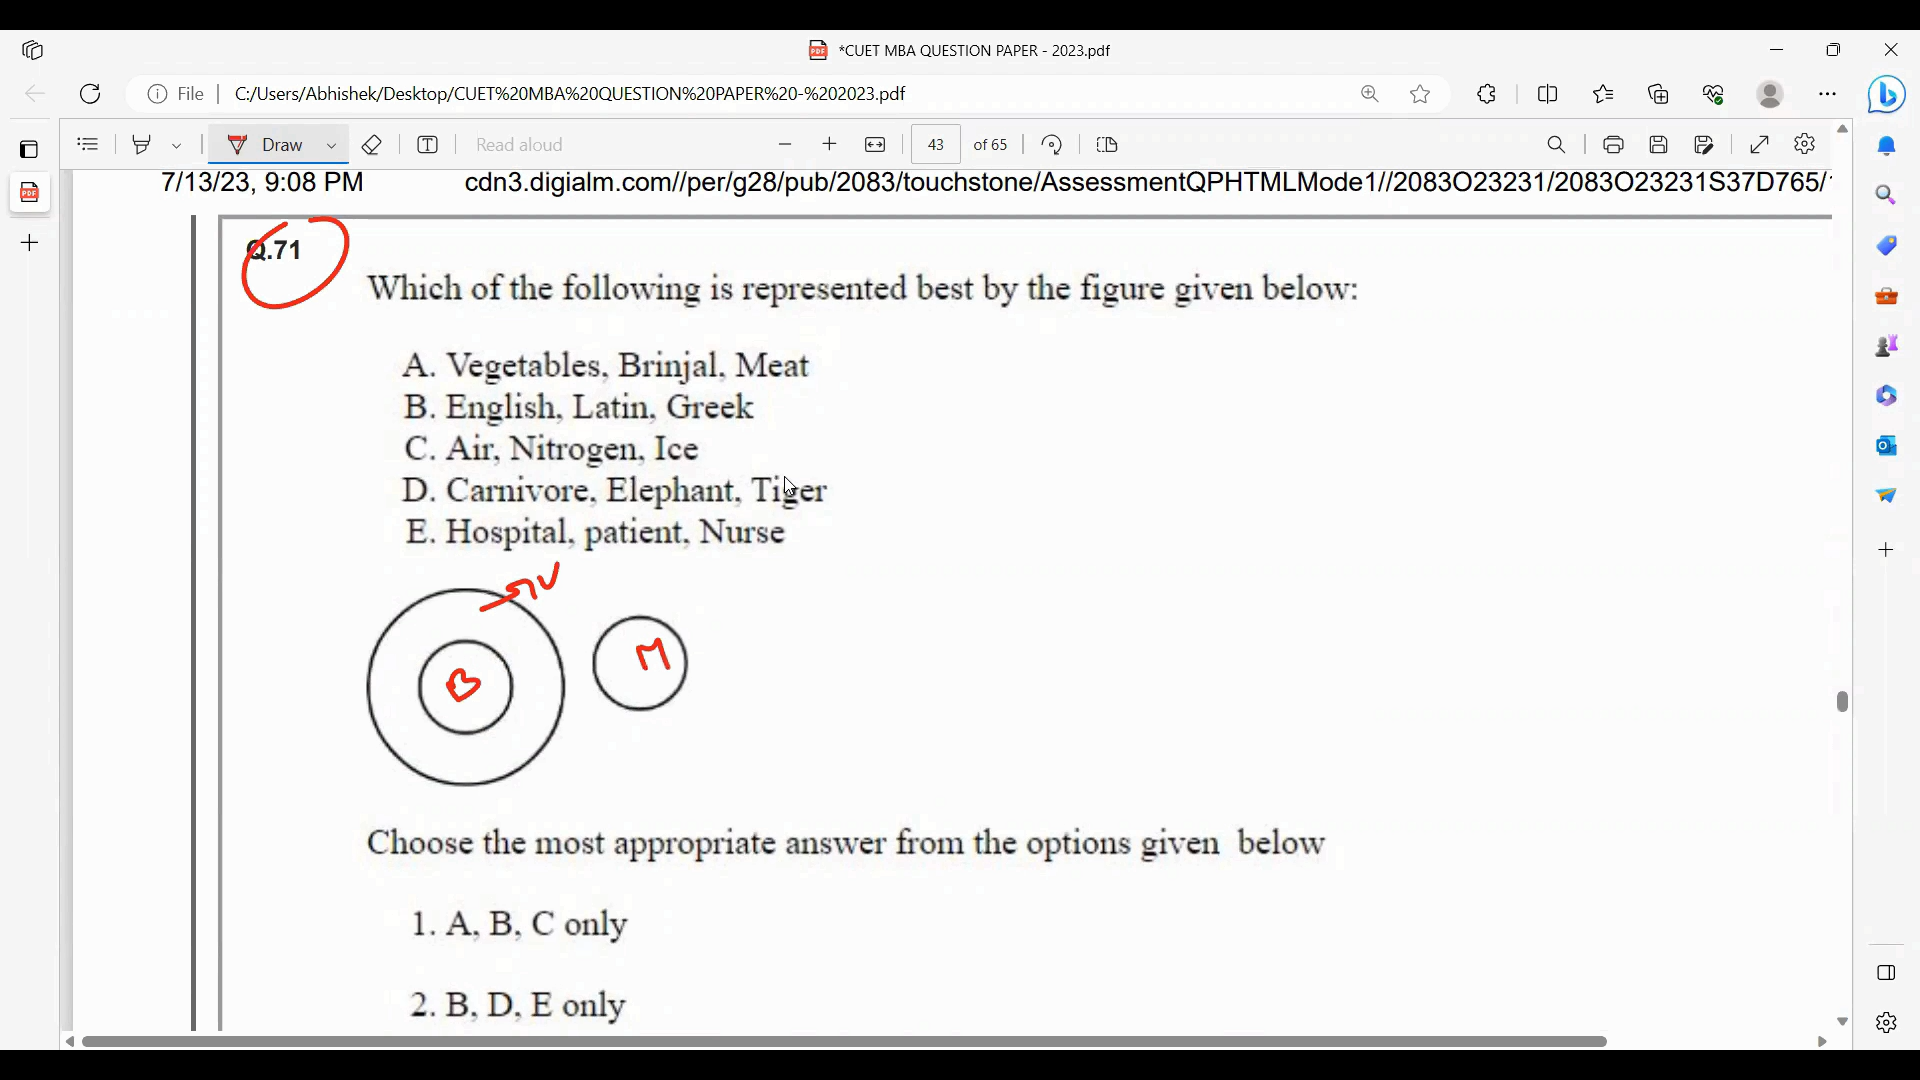 *CUET MBA QUESTION PAPER - 2023.pdf
File
C:/Users/Abhishek/Desktop/CUET%20MBA%20QUESTION%20PAPER%20-%202023.pdf
Draw
Read aloud
43 of 65
7/13/23, 9:08 PM cdn3.digialm.com//per/g28/pub/2083/touchstone/AssessmentQPHTMLMode1//2083O23231/2083O23231S37D765/
Q.71
Which of the following is represented best by the figure given below:
A. Vegetables, Brinjal, Meat
B. English, Latin, Greek
C. Air, Nitrogen, Ice
D. Carnivore, Elephant, Tiger
E. Hospital, patient, Nurse
V
B
M
Choose the most appropriate answer from the options given below
1. A, B, C only
2. B, D, E only